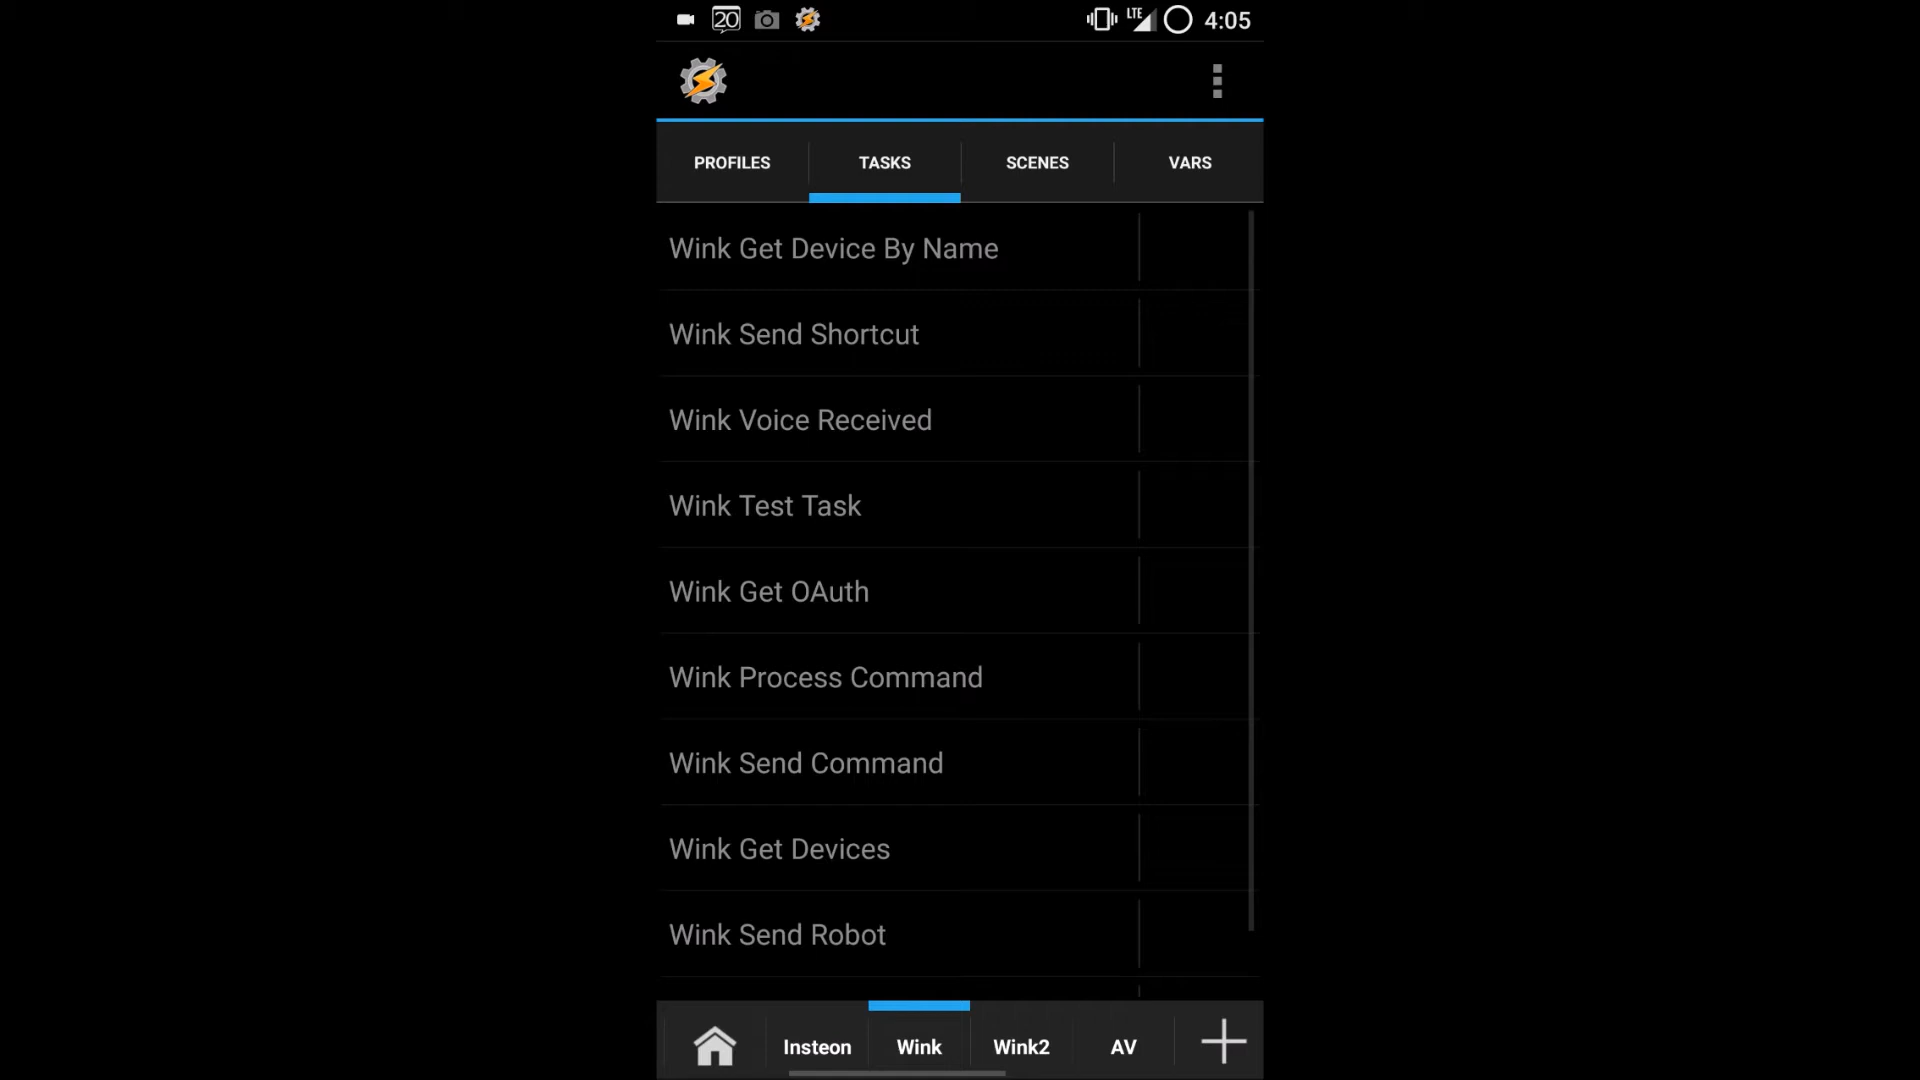 20 LTE 4:05
PROFILES TASKS SCENES VARS
Wink Get Device By Name
Wink Send Shortcut
Wink Voice Received
Wink Test Task
Wink Get OAuth
Wink Process Command
Wink Send Command
Wink Get Devices
Wink Send Robot
Insteon Wink Wink2 AV